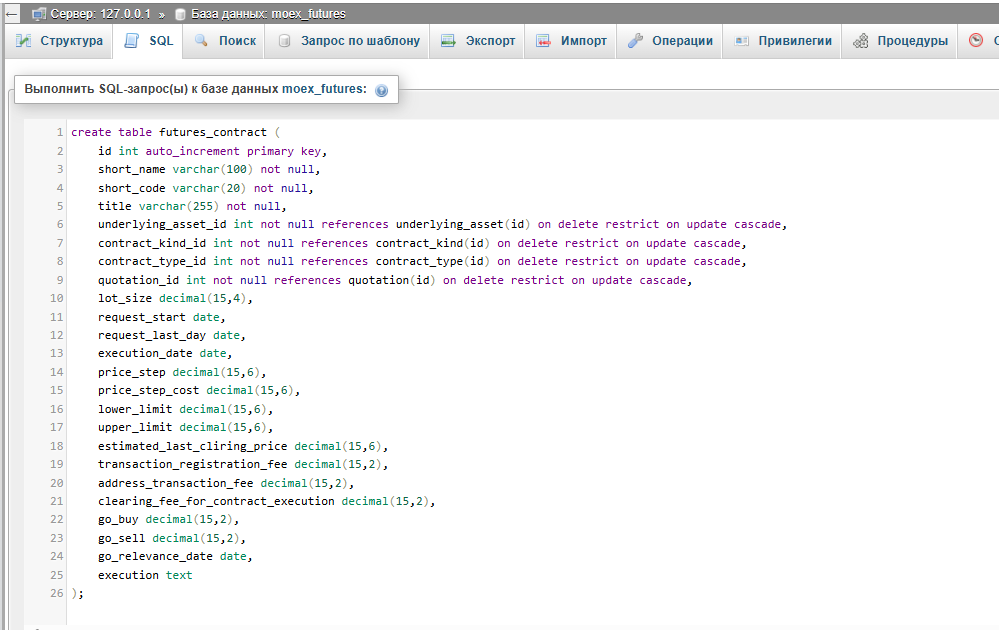 ← Сервер: 127.0.0.1 » База данных: moex_futures
Структура SQL Поиск Запрос по шаблону Экспорт Импорт Операции Привилегии Процедуры С
Выполнить SQL-запрос(ы) к базе данных moex_futures:
1 create table futures_contract (
2 id int auto_increment primary key,
3 short_name varchar(100) not null,
4 short_code varchar(20) not null,
5 title varchar(255) not null,
6 underlying_asset_id int not null references underlying_asset(id) on delete restrict on update cascade,
7 contract_kind_id int not null references contract_kind(id) on delete restrict on update cascade,
8 contract_type_id int not null references contract_type(id) on delete restrict on update cascade,
9 quotation_id int not null references quotation(id) on delete restrict on update cascade,
10 lot_size decimal(15,4),
11 request_start date,
12 request_last_day date,
13 execution_date date,
14 price_step decimal(15,6),
15 price_step_cost decimal(15,6),
16 lower_limit decimal(15,6),
17 upper_limit decimal(15,6),
18 estimated_last_cliring_price decimal(15,6),
19 transaction_registration_fee decimal(15,2),
20 address_transaction_fee decimal(15,2),
21 clearing_fee_for_contract_execution decimal(15,2),
22 go_buy decimal(15,2),
23 go_sell decimal(15,2),
24 go_relevance_date date,
25 execution text
26 );